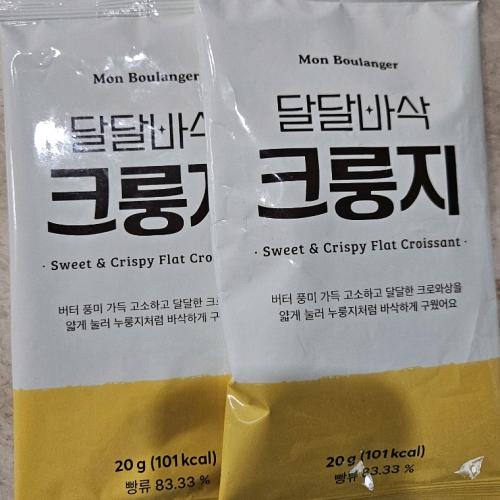 Mon Boulanger
달달바삭
크룽지
· Sweet & Crispy Flat Cro
버터 풍미 가득 고소하고 달달한
얇게 눌러 누룽지처럼 바삭하게
20 g (101 kcal)
빵류 83.33 %
Mon Boulanger
달달바삭
크룽지
· Sweet & Crispy Flat Croissant ·
버터 풍미 가득 고소하고 달달한 크로와상을
얇게 눌러 누룽지처럼 바삭하게 구웠어요
20 g (101 kcal)
빵류 83.33 %